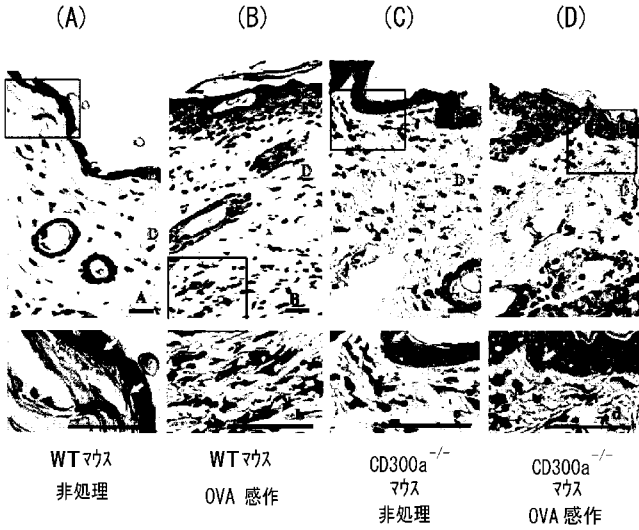 (A)
(B)
(C)
(D)
D
D
D
A
B
WTマウス
非処理
WTマウス
OVA 感作
CD300a-/-
マウス
非処理
CD300a-/-
マウス
OVA 感作